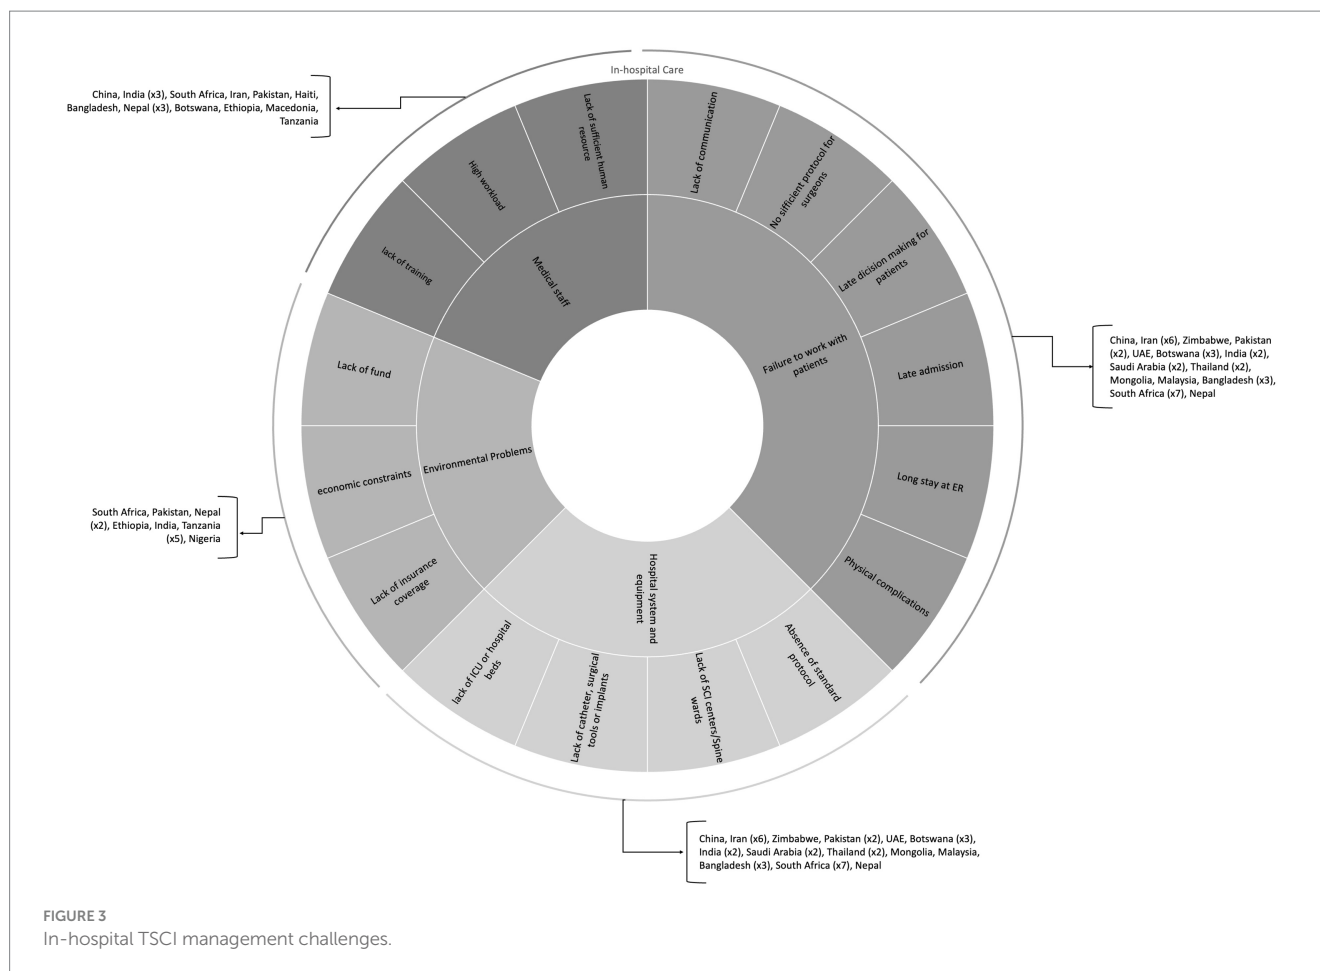 In-hospital Care
China, India (x3), South Africa, Iran, Pakistan, Haiti,
Bangladesh, Nepal (x3), Botswana, Ethiopia, Macedonia,
Tanzania
Lack of sufficient human
resource
High workload
lack of training
Medical staff
Lack of communication
No sifficient protocol for
surgeons
Late dicision making for
patients
Late admission
Long stay at ER
Physical complications
Failure to work with
patients
China, Iran (x6), Zimbabwe, Pakistan
(x2), UAE, Botswana (x3), India (x2),
Saudi Arabia (x2), Thailand (x2),
Mongolia, Malaysia, Bangladesh (x3),
South Africa (x7), Nepal
Lack of fund
economic constraints
Lack of insurance
coverage
Environmental Problems
South Africa, Pakistan, Nepal
(x2), Ethiopia, India, Tanzania
(x5), Nigeria
Hospital system and
equipment
lack of ICU or hospital
beds
Lack of catheter, surgical
tools or implants
Lack of SCI centers/Spine
wards
Absence of standard
protocol
China, Iran (x6), Zimbabwe, Pakistan (x2), UAE, Botswana (x3),
India (x2), Saudi Arabia (x2), Thailand (x2), Mongolia, Malaysia,
Bangladesh (x3), South Africa (x7), Nepal
FIGURE 3
In-hospital TSCI management challenges.